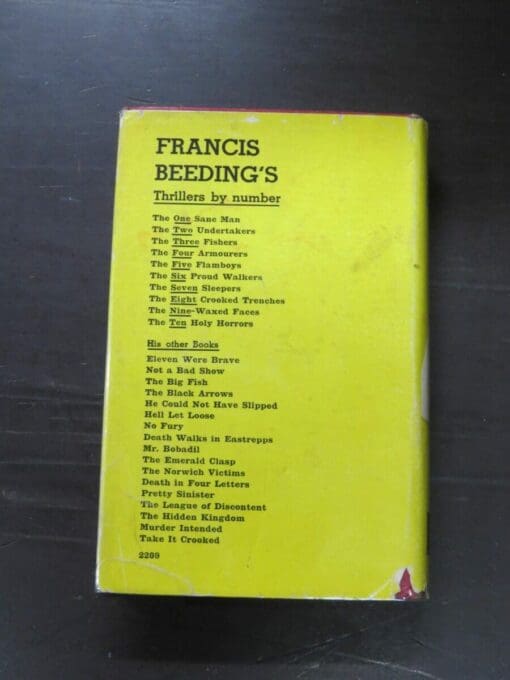 FRANCIS
BEEDING'S
Thrillers by number
The One Sane Man
The Two Undertakers
The Three Fishers
The Four Armourers
The Five Flamboys
The Six Proud Walkers
The Seven Sleepers
The Eight Crooked Trenches
The Nine-Waxed Faces
The Ten Holy Horrors
His other Books
Eleven Were Brave
Not a Bad Show
The Big Fish
The Black Arrows
He Could Not Have Slipped
Hell Let Loose
No Fury
Death Walks in Eastrepps
Mr. Bobadil
The Emerald Clasp
The Norwich Victims
Death in Four Letters
Pretty Sinister
The League of Discontent
The Hidden Kingdom
Murder Intended
Take It Crooked
2209